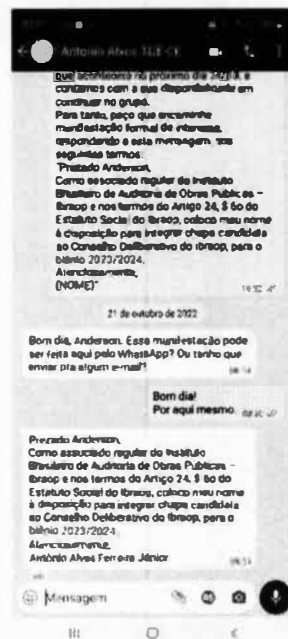 Antonio Alves TCE-CE
que acontecerá no próximo dia
contamos com a sua disponibilidade em
continuar no grupo.
Para tanto, peço que encaminhe
manifestação formal de interesse,
respondendo a esta mensagem, nos
seguintes termos:
"Prezado Anderson,
Como associado regular do Instituto
Brasileiro de Auditoria de Obras Públicas –
Ibraop e nos termos do Artigo 24, § 6o do
Estatuto Social do Ibraop, coloco meu nome
à disposição para integrar chapa candidata
ao Conselho Deliberativo do Ibraop, para o
biênio 2023/2024.
Atenciosamente,
(NOME)"
21 de outubro de 2022
Bom dia, Anderson. Essa manifestação pode
ser feita aqui pelo WhatsApp? Ou tenho que
enviar pra algum e-mail?
Bom dia!
Por aqui mesmo.
Prezado Anderson,
Como associado regular do Instituto
Brasileiro de Auditoria de Obras Públicas –
Ibraop e nos termos do Artigo 24, § 6o do
Estatuto Social do Ibraop, coloco meu nome
à disposição para integrar chapa candidata
ao Conselho Deliberativo do Ibraop, para o
biênio 2023/2024.
Atenciosamente,
Antônio Alves Ferreira Júnior
Mensagem